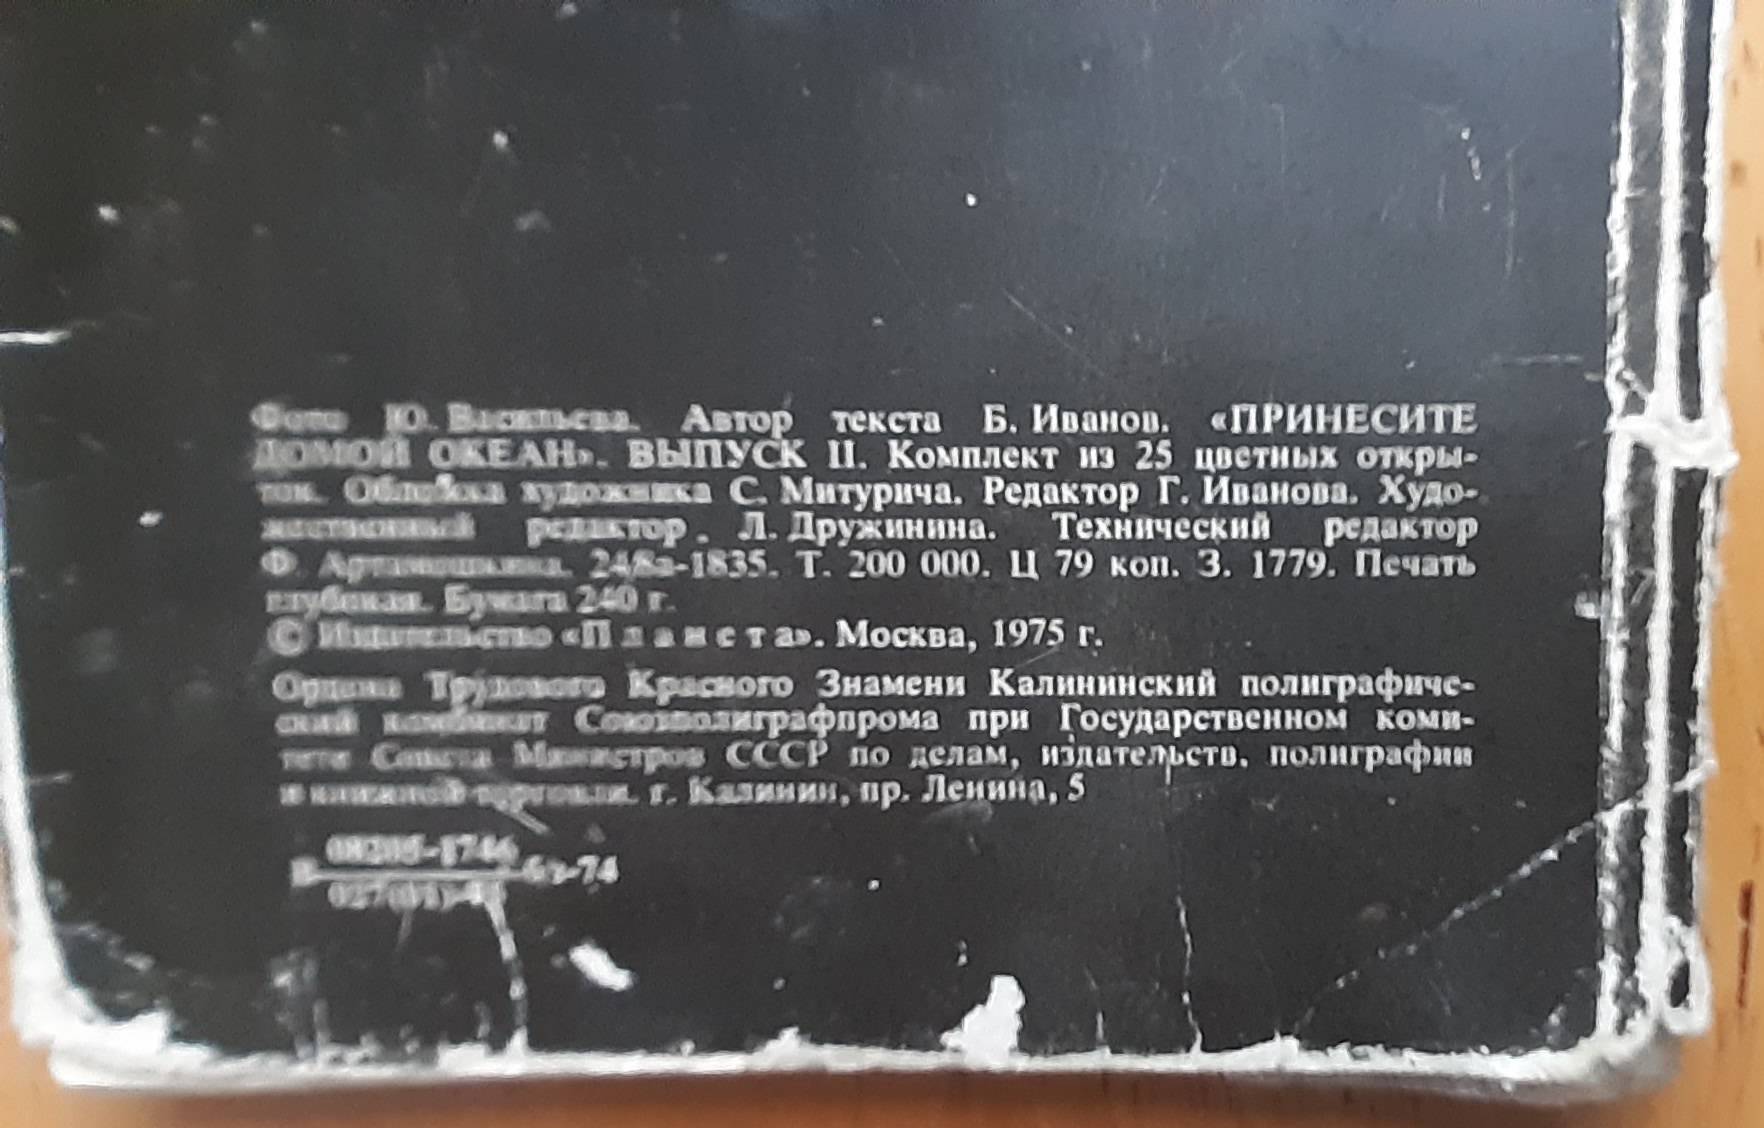 Фото Ю. Васильева. Автор текста Б. Иванов. «ПРИНЕСИТЕ
ДОМОЙ ОКЕАН». ВЫПУСК II. Комплект из 25 цветных откры-
ток. Обложка художника С. Митурича. Редактор Г. Иванова. Худо-
жественный редактор. Л. Дружинина. Технический редактор
Ф. Артамошкина. 1835. Т. 200 000. Ц 79 коп. З. 1779. Печать
глубокая. Бумага 240 г.
© Издательство «Планета». Москва, 1975 г.
Ордена Трудового Красного Знамени Калининский полиграфиче-
ский комбинат Союзполиграфпрома при Государственном коми-
тете Совета Министров СССР по делам, издательств, полиграфии
и книжной торговли. г. Калинин, пр. Ленина, 5